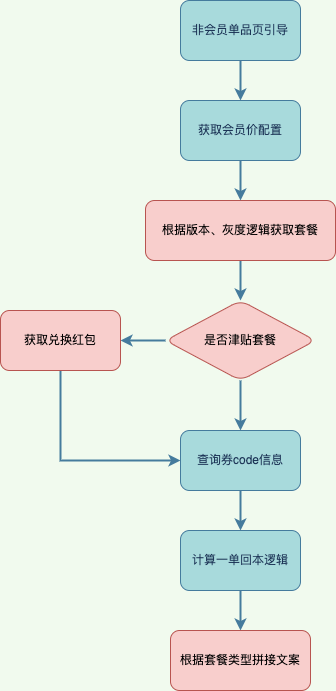 非会员单品页引导
获取会员价配置
根据版本、灰度逻辑获取套餐
是否津贴套餐
获取兑换红包
查询券code信息
计算一单回本逻辑
根据套餐类型拼接文案